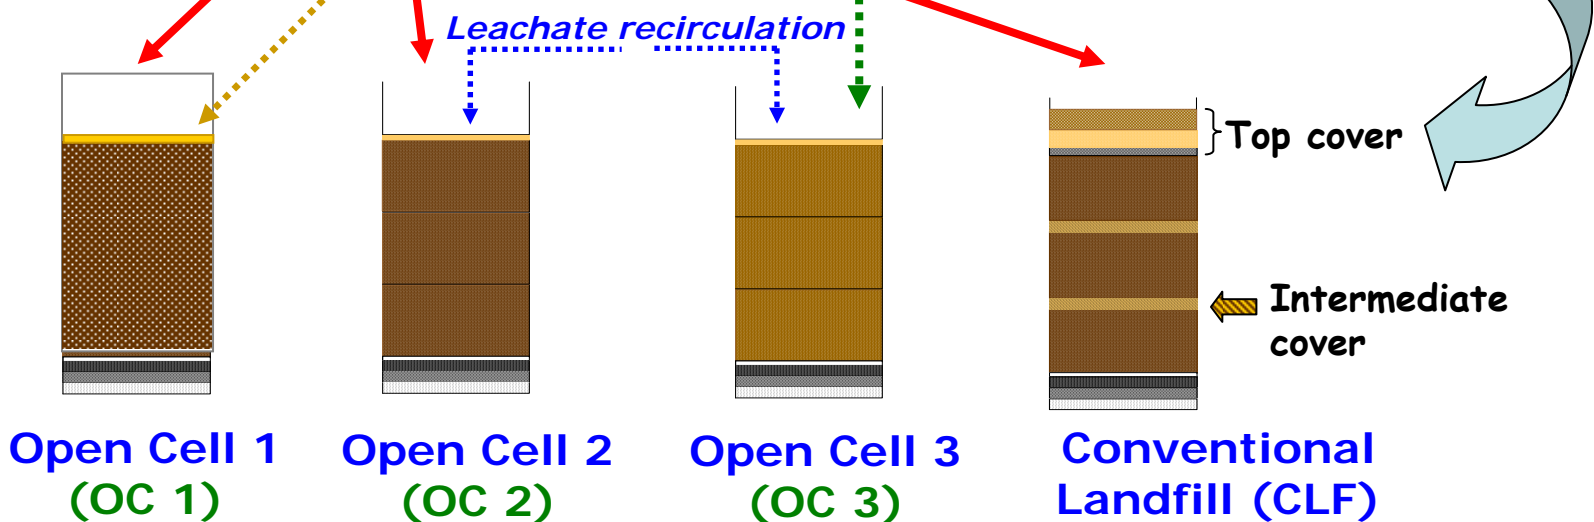 Leachate recirculation
Top cover
Intermediate
cover
Open Cell 1
(OC 1)
Open Cell 2
(OC 2)
Open Cell 3
(OC 3)
Conventional
Landfill (CLF)